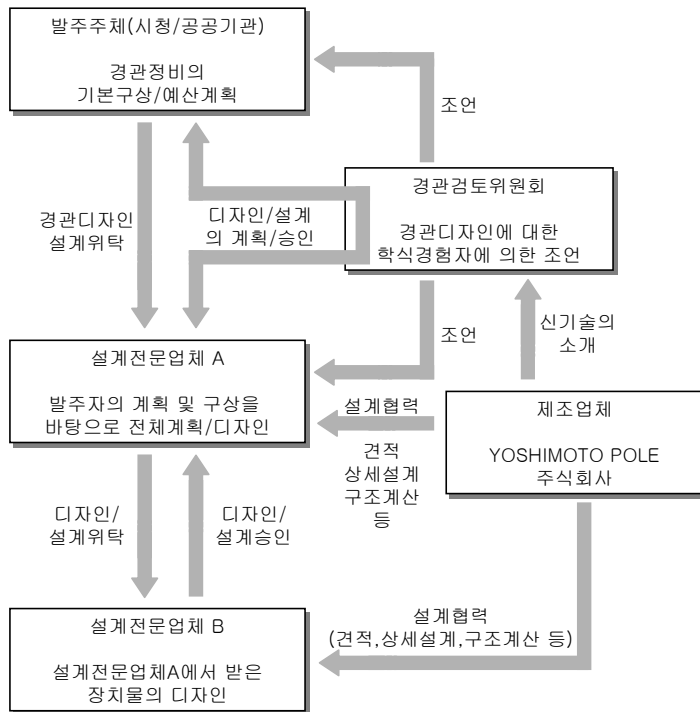 발주주체(시청/공공기관)
경관정비의
기본구상/예산계획
조언
경관검토위원회
경관디자인에 대한
학식경험자에 의한 조언
경관디자인
설계위탁
디자인/설계
의 계획/승인
조언
신기술의
소개
설계전문업체 A
발주자의 계획 및 구상을
바탕으로 전체계획/디자인
설계협력
견적
상세설계
구조계산
등
제조업체
YOSHIMOTO POLE
주식회사
디자인/
설계위탁
디자인/
설계승인
설계전문업체 B
설계전문업체A에서 받은
장치물의 디자인
설계협력
(견적,상세설계,구조계산 등)